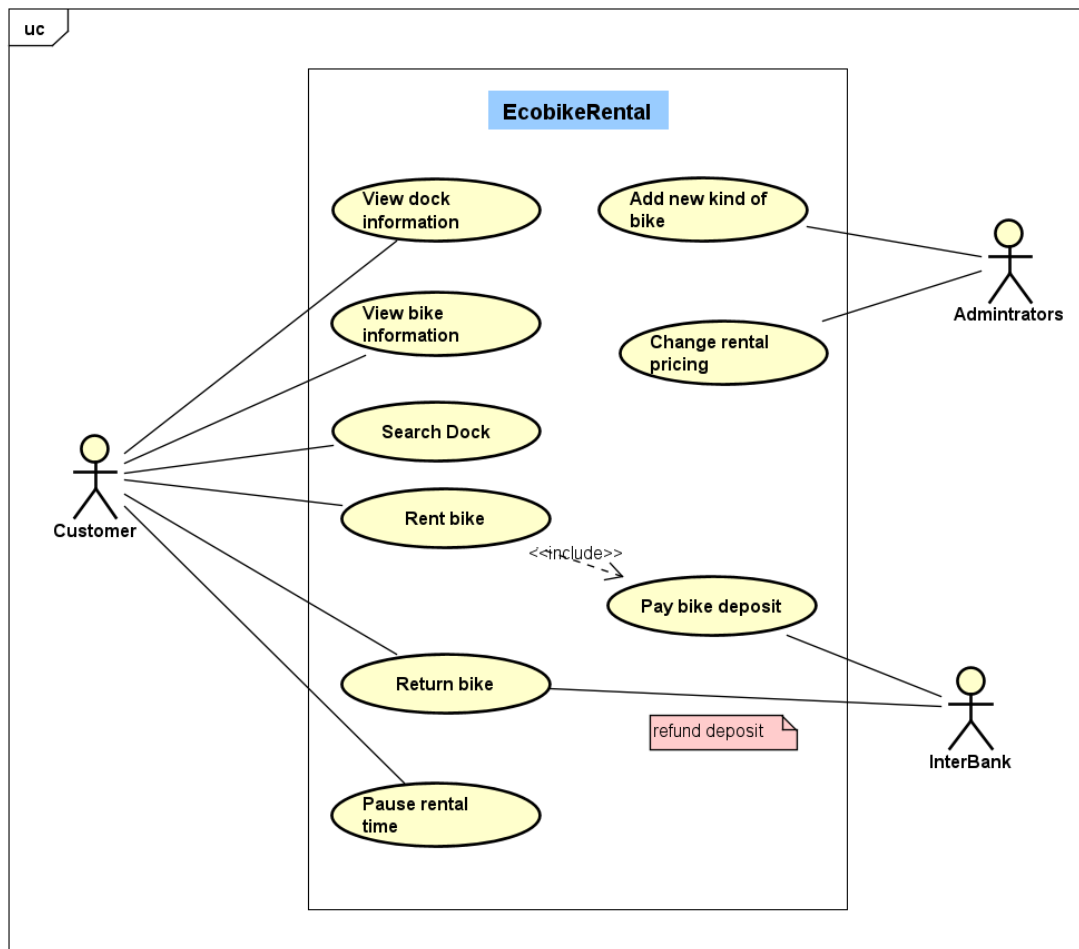 uc
EcobikeRental
View dock
information
Add new kind of
bike
View bike
information
Change rental
pricing
Admintrators
Search Dock
Customer
Rent bike
<<include>>
Pay bike deposit
Return bike
refund deposit
InterBank
Pause rental
time